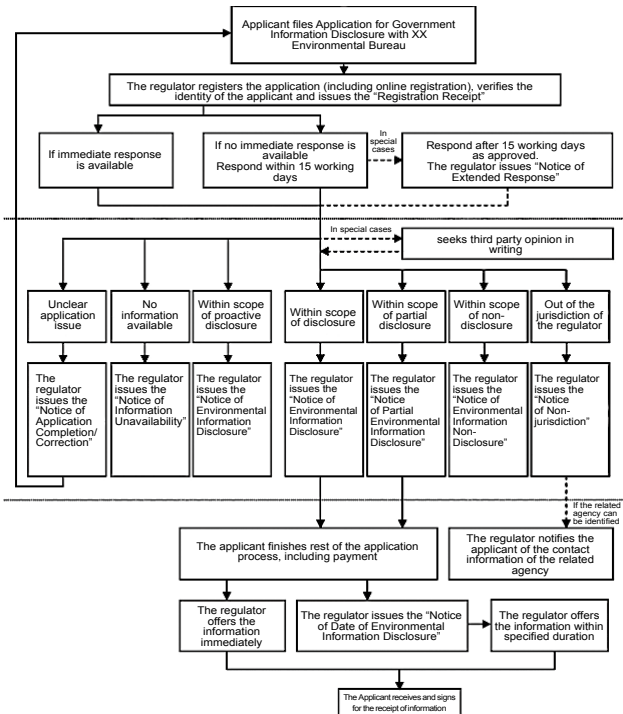 Applicant files Application for Government
Information Disclosure with XX
Environmental Bureau
The regulator registers the application (including online registration), verifies the
identity of the applicant and issues the “Registration Receipt”
If immediate response
is available
If no immediate response is
available
Respond within 15 working
days
In
special
cases
Respond after 15 working days
as approved.
The regulator issues “Notice of
Extended Response”
In special cases
seeks third party opinion in
writing
Unclear
application
issue
No
information
available
Within scope
of proactive
disclosure
Within scope
of disclosure
Within scope
of partial
disclosure
Within scope
of non-
disclosure
Out of the
jurisdiction of
the regulator
The
regulator
issues the
“Notice of
Application
Completion/
Correction”
The regulator
issues the
“Notice of
Information
Unavailability”
The regulator
issues the
“Notice of
Environmental
Information
Disclosure”
The regulator
issues the
“Notice of
Environmental
Information
Disclosure”
The regulator
issues the
“Notice
of Partial
Environmental
Information
Disclosure”
The regulator
issues the
“Notice of
Environmental
Information
Non-
Disclosure”
The regulator
issues the
“Notice
of Non-
jurisdiction”
If the related
agency can
be identified
The applicant finishes rest of the application
process, including payment
The regulator notifies the
applicant of the contact
information of the related
agency
The regulator
offers the
information
immediately
The regulator issues the “Notice
of Date of Environmental
Information Disclosure”
The regulator offers
the information within
specified duration
The Applicant receives and signs
for the receipt of information